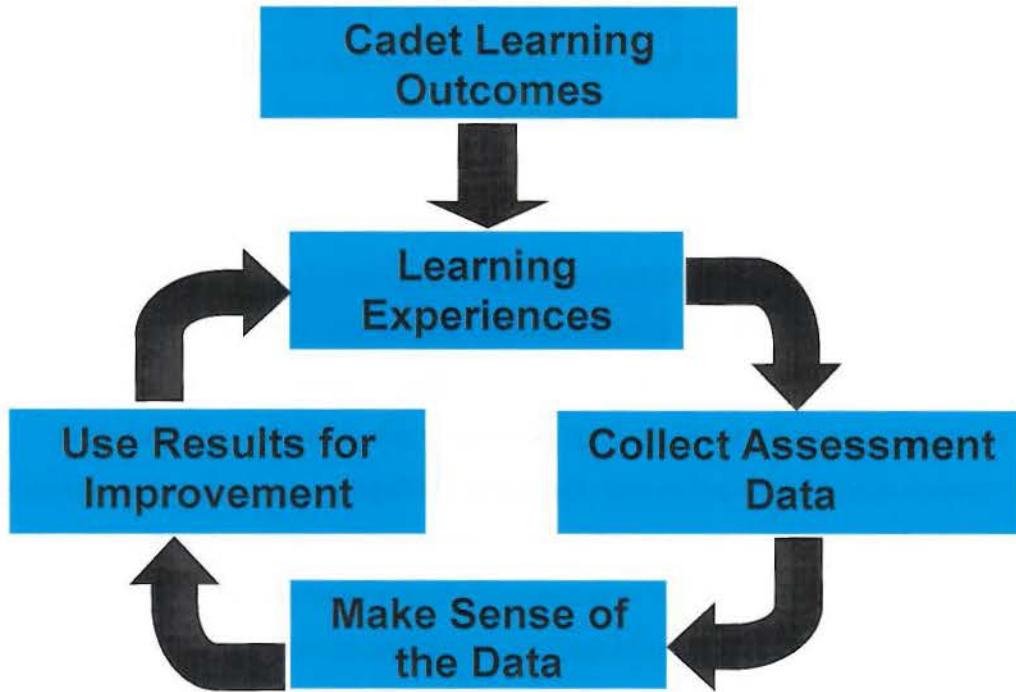 Cadet Learning
Outcomes
Learning
Experiences
Use Results for
Improvement
Collect Assessment
Data
Make Sense of
the Data